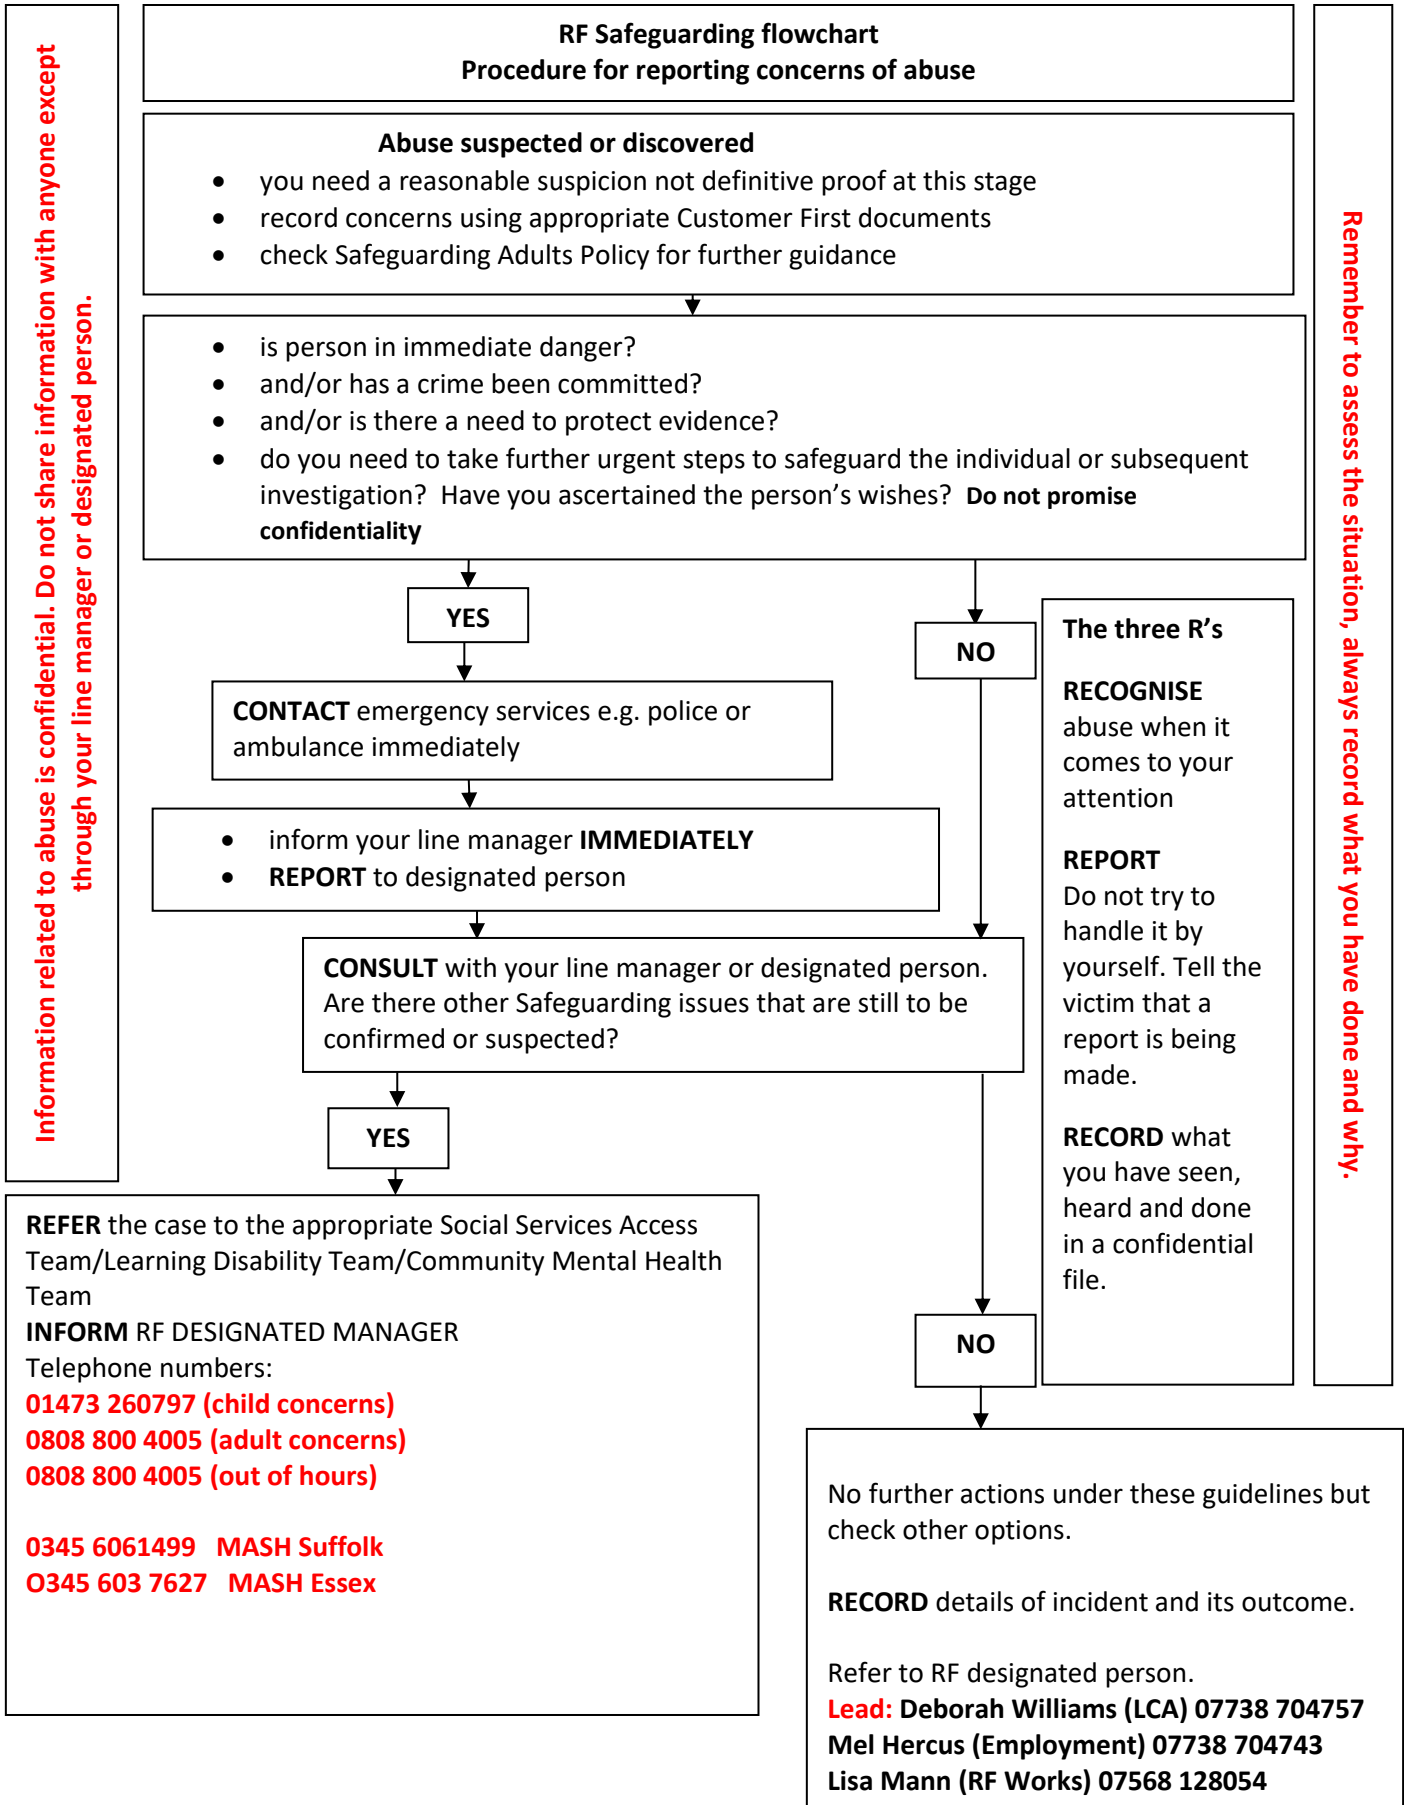 RF Safeguarding flowchart
Procedure for reporting concerns of abuse
Information related to abuse is confidential. Do not share information with anyone except
through your line manager or designated person.
Remember to assess the situation, always record what you have done and why.
Abuse suspected or discovered
• you need a reasonable suspicion not definitive proof at this stage
• record concerns using appropriate Customer First documents
• check Safeguarding Adults Policy for further guidance
• is person in immediate danger?
• and/or has a crime been committed?
• and/or is there a need to protect evidence?
• do you need to take further urgent steps to safeguard the individual or subsequent
investigation? Have you ascertained the person's wishes? Do not promise
confidentiality
YES
NO
CONTACT emergency services e.g. police or
ambulance immediately
• inform your line manager IMMEDIATELY
• REPORT to designated person
CONSULT with your line manager or designated person.
Are there other Safeguarding issues that are still to be
confirmed or suspected?
The three R's
RECOGNISE
abuse when it
comes to your
attention
REPORT
Do not try to
handle it by
yourself. Tell the
victim that a
report is being
made.
RECORD what
you have seen,
heard and done
in a confidential
file.
YES
REFER the case to the appropriate Social Services Access
Team/Learning Disability Team/Community Mental Health
Team
INFORM RF DESIGNATED MANAGER
Telephone numbers:
01473 260797 (child concerns)
0808 800 4005 (adult concerns)
0808 800 4005 (out of hours)
0345 6061499 MASH Suffolk
O345 603 7627 MASH Essex
NO
No further actions under these guidelines but
check other options.
RECORD details of incident and its outcome.
Refer to RF designated person.
Lead: Deborah Williams (LCA) 07738 704757
Mel Hercus (Employment) 07738 704743
Lisa Mann (RF Works) 07568 128054